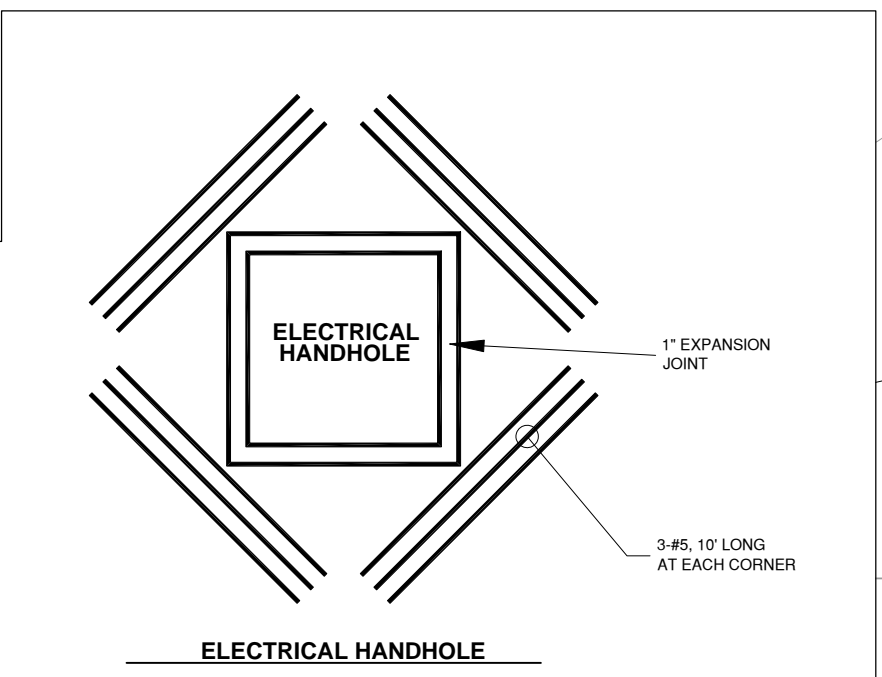 ELECTRICAL
HANDHOLE
1" EXPANSION
JOINT
3-#5, 10' LONG
AT EACH CORNER
ELECTRICAL HANDHOLE